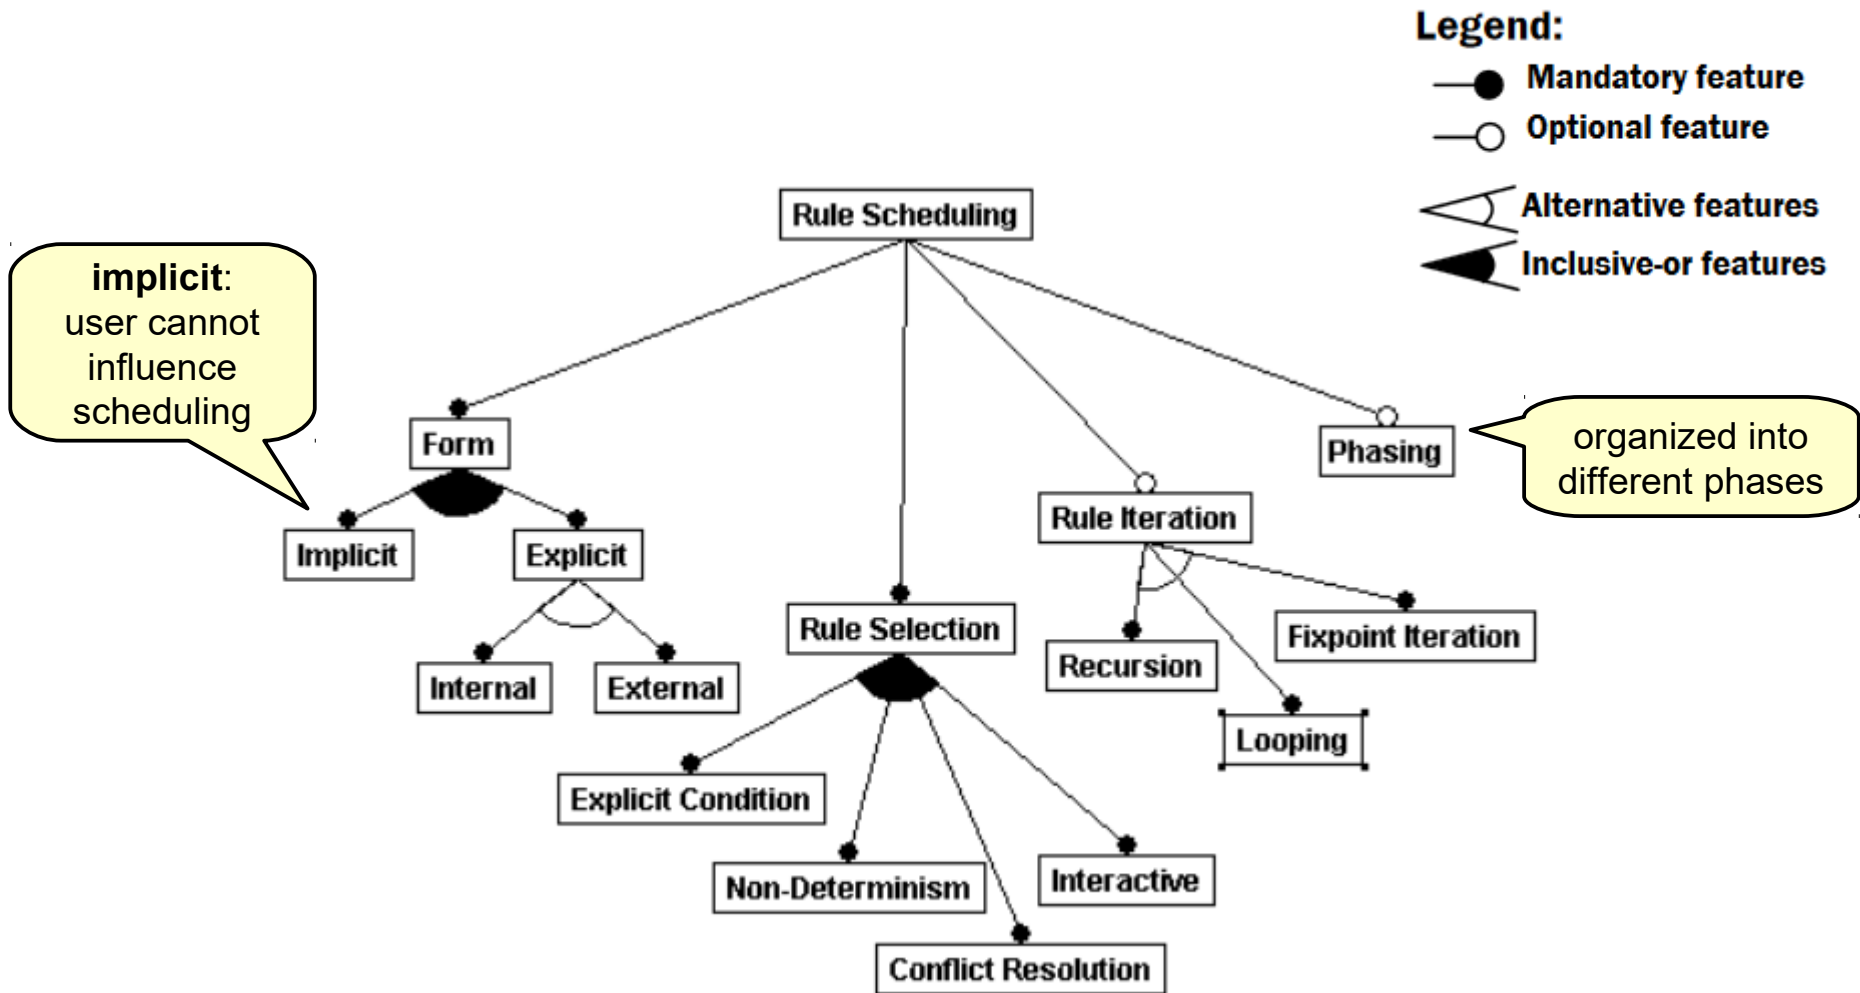 Legend:
Mandatory feature
Optional feature
Alternative features
Inclusive-or features
Rule Scheduling
implicit:
user cannot
influence
scheduling
Form
Phasing
organized into
different phases
Implicit
Explicit
Rule Iteration
Internal
External
Rule Selection
Recursion
Fixpoint Iteration
Looping
Explicit Condition
Non-Determinism
Interactive
Conflict Resolution